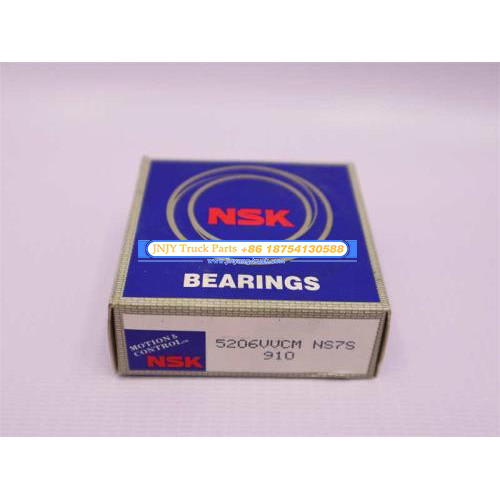 NSK
JNJY Truck Parts +86 18754130588
BEARINGS
MOTION &
CONTROL
NSK
5206VVCM NS7S
910